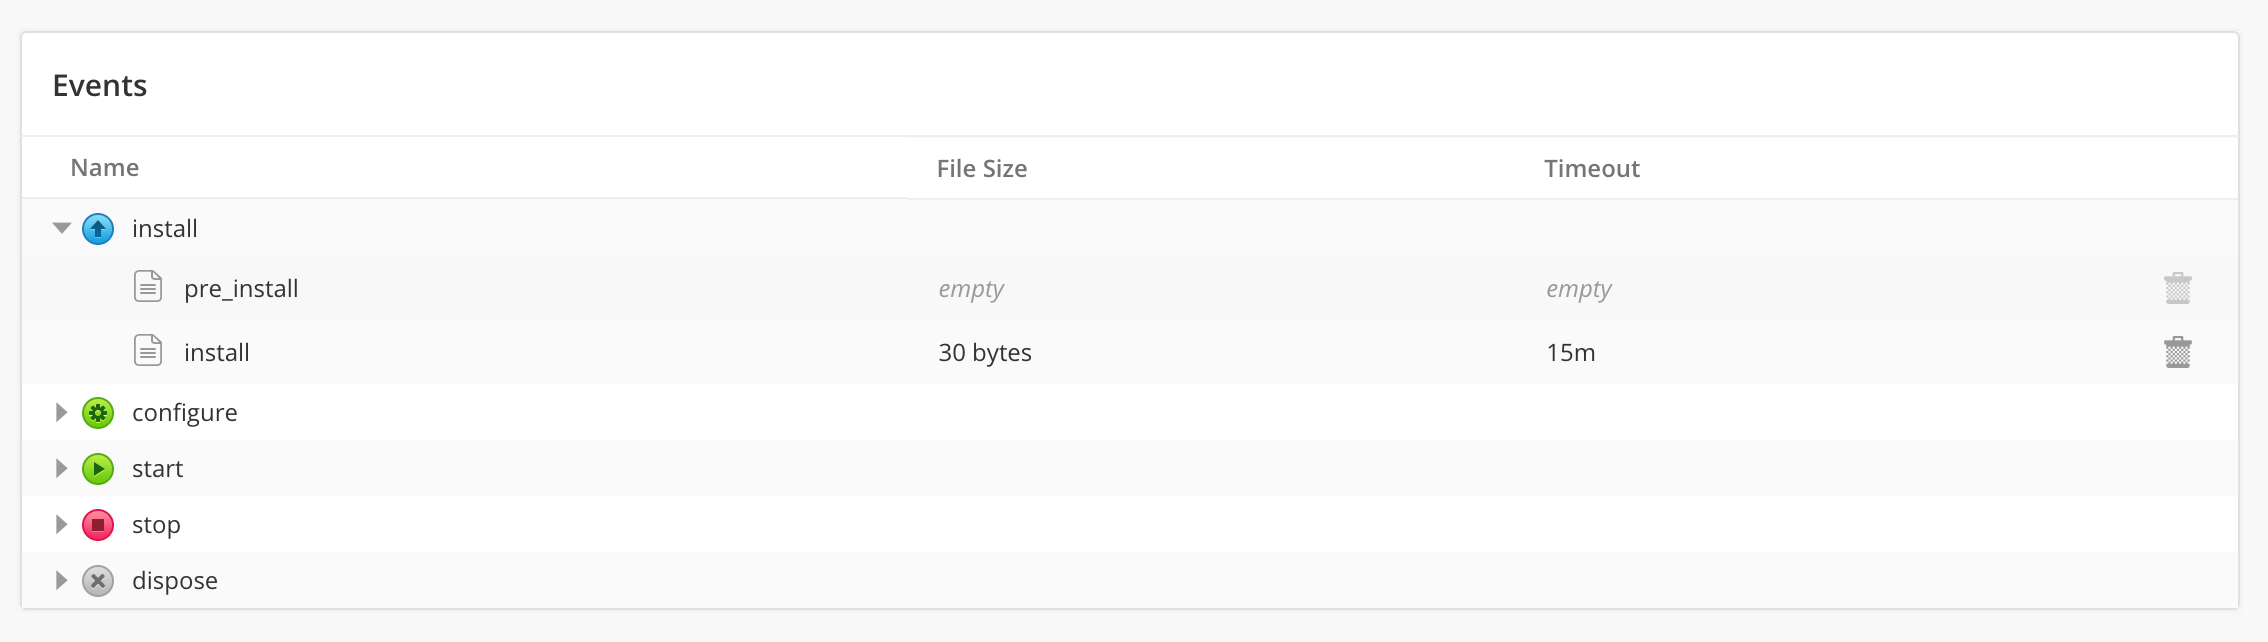 Events
Name File Size Timeout
install
pre_install empty empty
install 30 bytes 15m
configure
start
stop
dispose